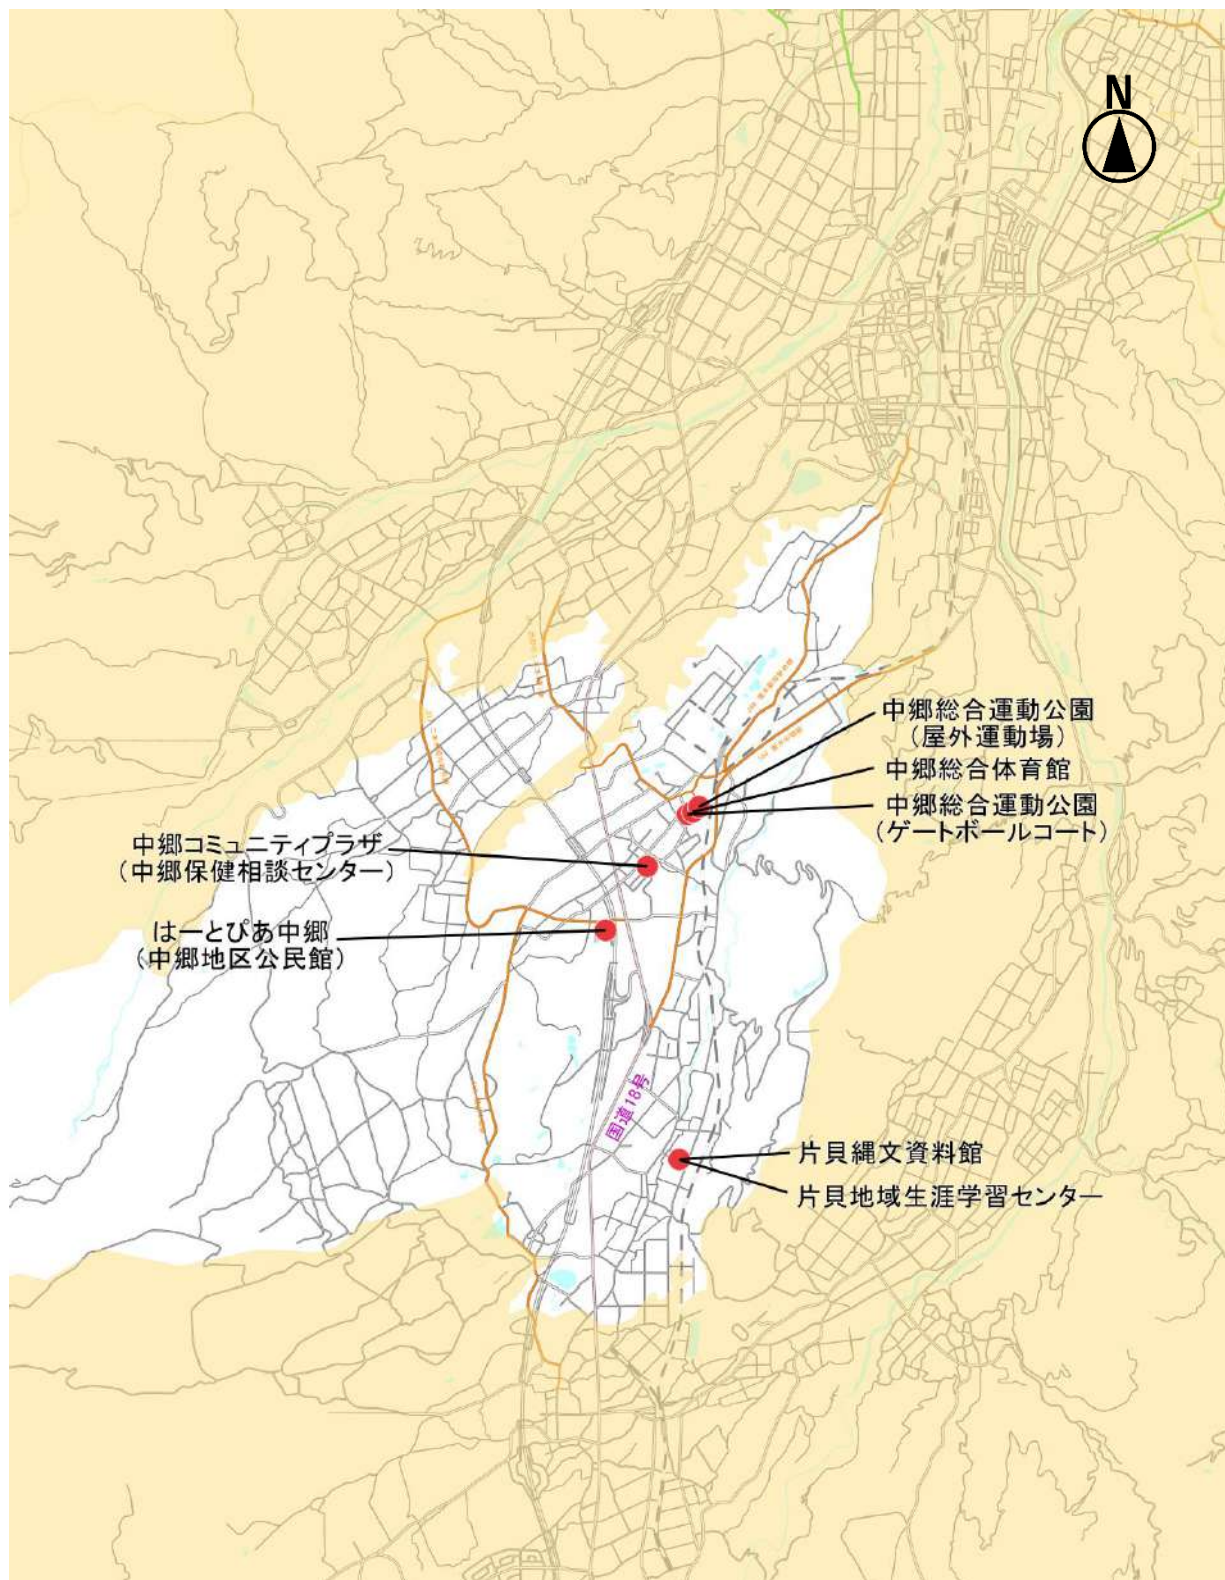 N
中郷総合運動公園
（屋外運動場）
中郷総合体育館
中郷総合運動公園
（ゲートボールコート）
中郷コミュニティプラザ
（中郷保健相談センター）
はーとぴあ中郷
（中郷地区公民館）
国道18号
片貝縄文資料館
片貝地域生涯学習センター